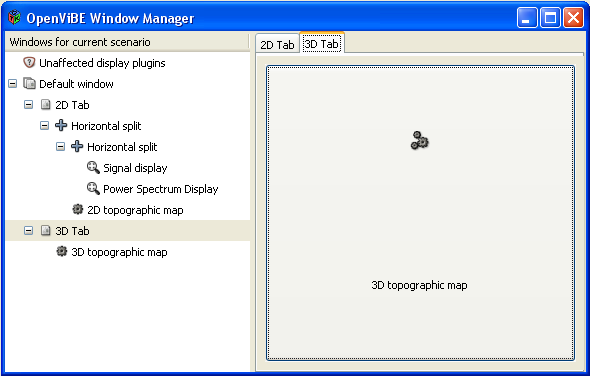 OpenViBE Window Manager
Windows for current scenario
Unaffected display plugins
Default window
2D Tab
Horizontal split
Horizontal split
Signal display
Power Spectrum Display
2D topographic map
3D Tab
3D topographic map
2D Tab 3D Tab
3D topographic map